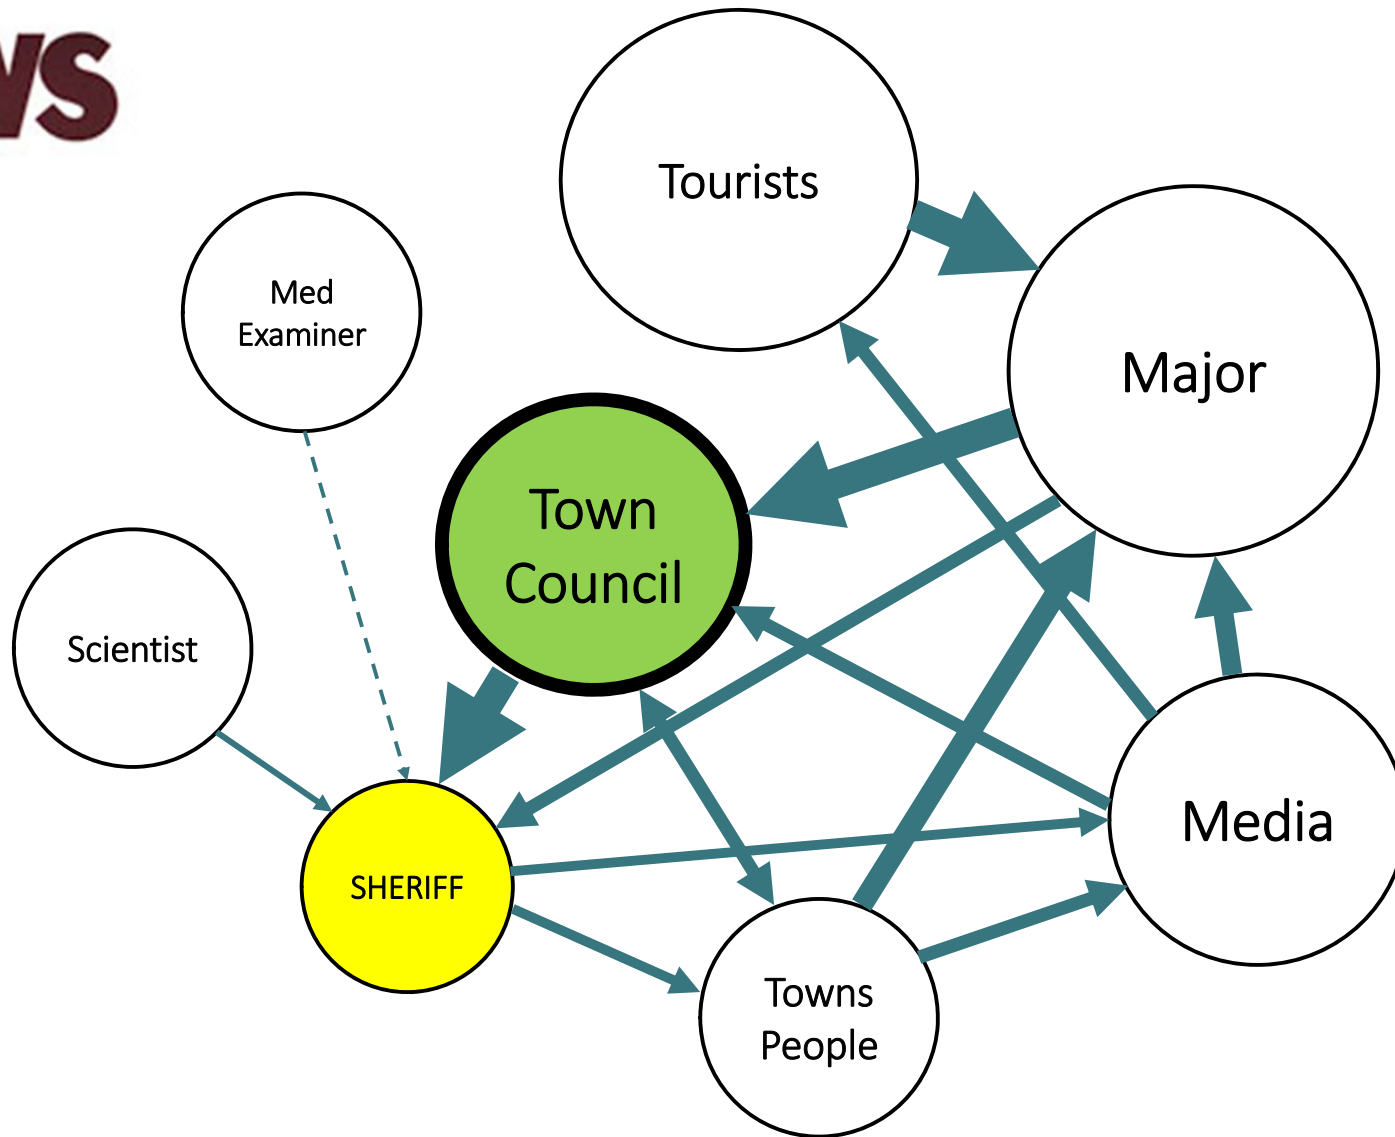 Tourists
Med
Examiner
Major
Town
Council
Scientist
Media
SHERIFF
Towns
People